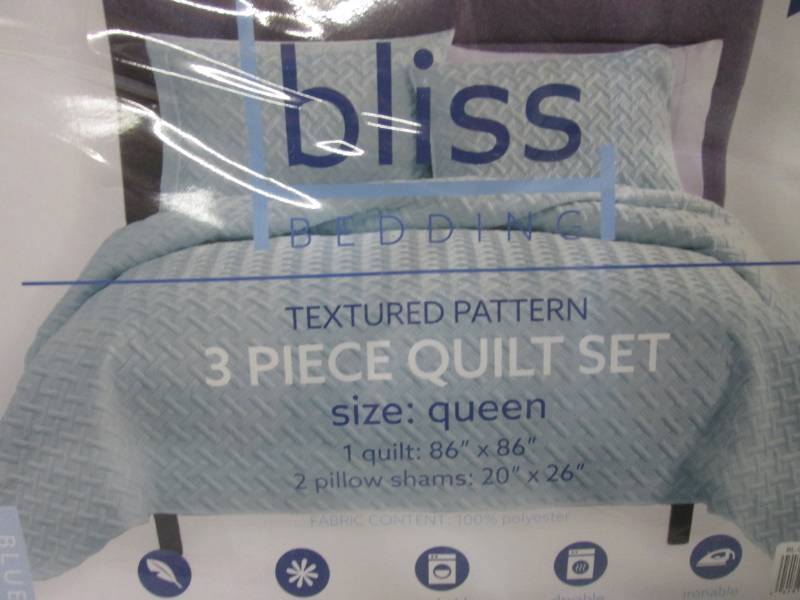 bliss
BEDDING
TEXTURED PATTERN
3 PIECE QUILT SET
size: queen
1 quilt: 86" x 86"
2 pillow shams: 20" x 26"
FABRIC CONTENT: 100% polyester
ironable
BLUE